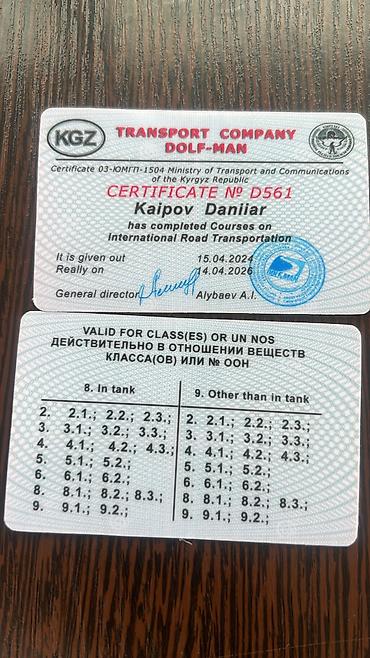 KGZ
TRANSPORT COMPANY
DOLF-MAN
Certificate 03-ЮМГП-1504 Ministry of Transport and Communications
of the Kyrgyz Republic
CERTIFICATE № D561
Kaipov Daniiar
has completed Courses on
International Road Transportation
It is given out 15.04.2024
Really on 14.04.2026
General director Alybaev A.I.
VALID FOR CLASS(ES) OR UN NOS
ДЕЙСТВИТЕЛЬНО В ОТНОШЕНИИ ВЕЩЕСТВ
КЛАССА(ОВ) ИЛИ № ООН
8. In tank
2. 2.1.; 2.2.; 2.3.;
3. 3.1.; 3.2.; 3.3.;
4. 4.1.; 4.2.; 4.3.;
5. 5.1.; 5.2.;
6. 6.1.; 6.2.;
8. 8.1.; 8.2.; 8.3.;
9. 9.1.; 9.2.;
9. Other than in tank
2. 2.1.; 2.2.; 2.3.;
3. 3.1.; 3.2.; 3.3.;
4. 4.1.; 4.2.; 4.3.;
5. 5.1.; 5.2.;
6. 6.1.; 6.2.;
8. 8.1.; 8.2.; 8.3.;
9. 9.1.; 9.2.;